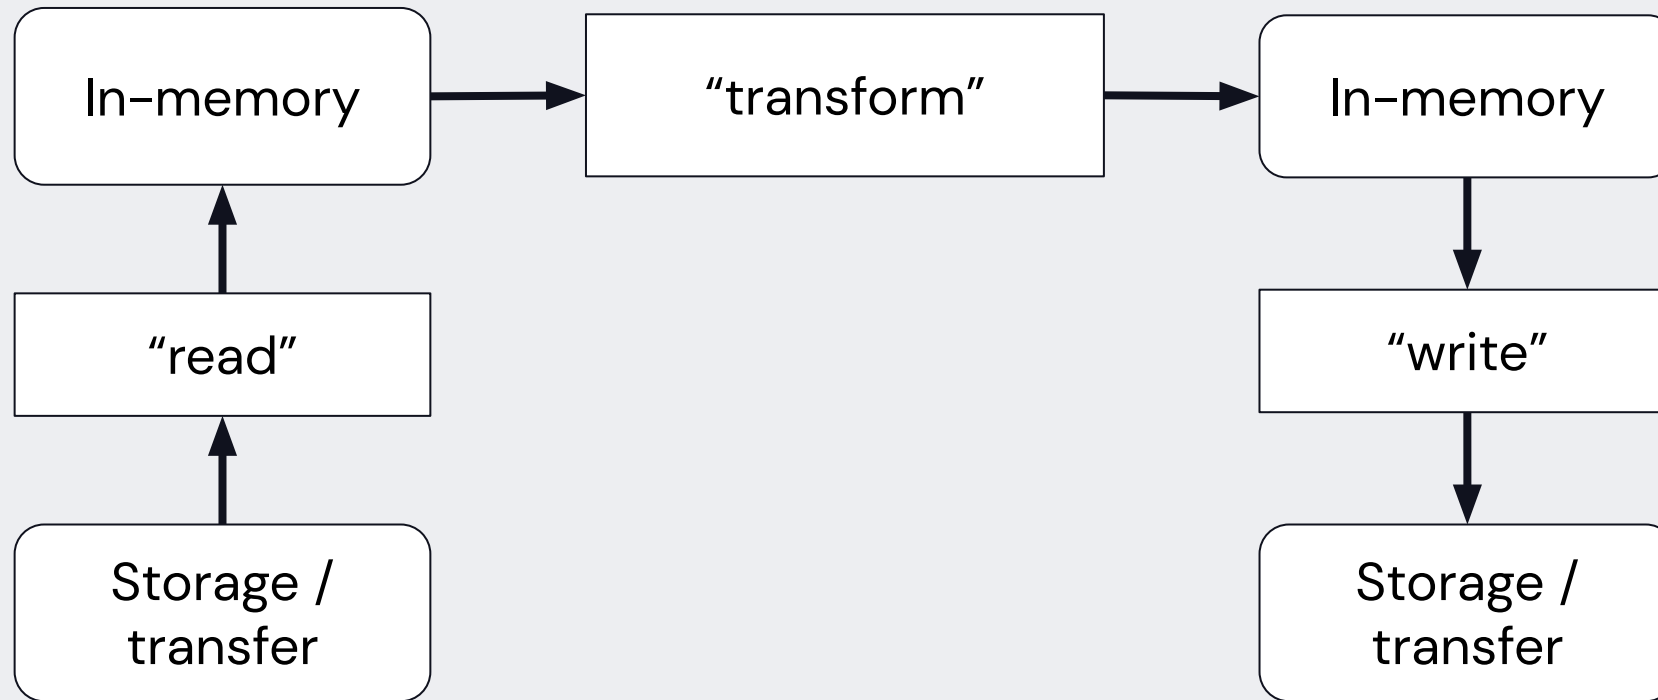 In-memory
“transform”
In-memory
“read”
“write”
Storage /
transfer
Storage /
transfer